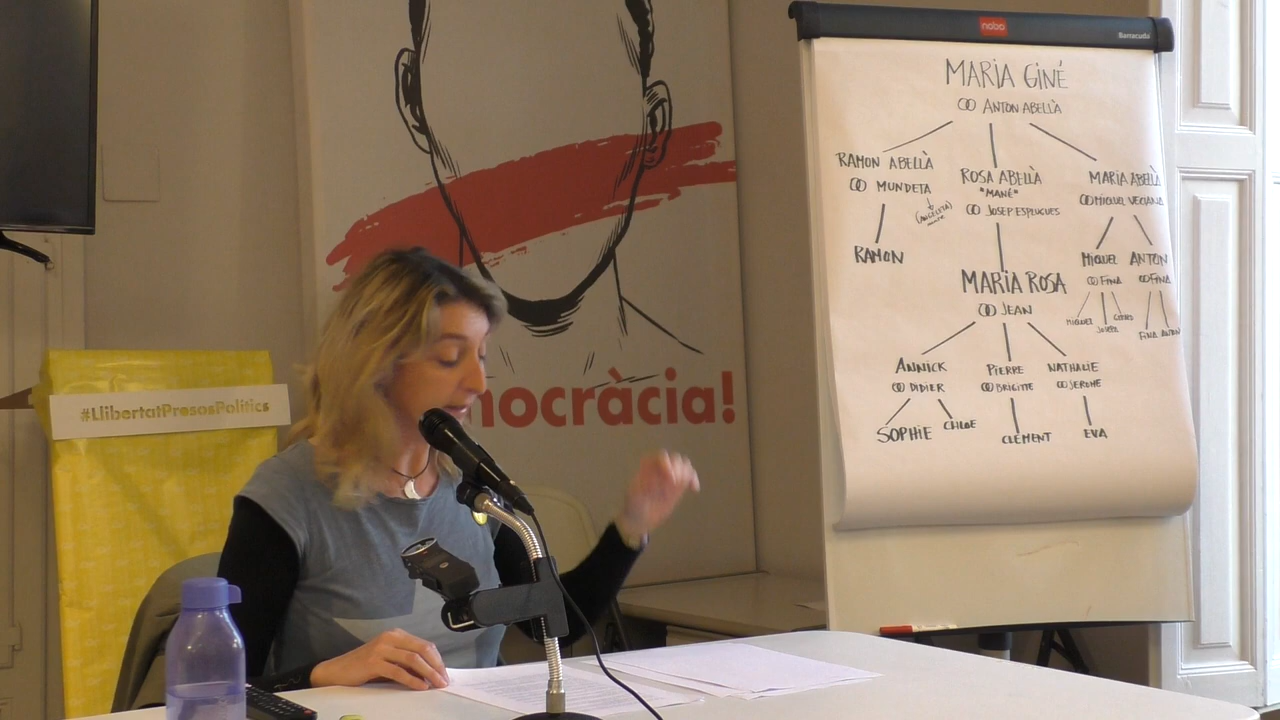 nobo
Barracuda
MARIA GINÉ
ANTON ABELLÀ
RAMON ABELLÀ
MUNDETA
RAMON
ROSA ABELLÀ
"MANÉ"
JOSEP ESPLUGUES
MARIA ABELLÀ
MIQUEL VECIANA
MIQUEL ANTON
FINA FINA
MIQUEL
FINA ANTON
MARIA ROSA
JEAN
ANNICK PIERRE NATHALIE
DIDIER BRIGITTE JEROME
SOPHIE CHLOE CLÉMENT EVA
#LlibertatPresosPolítics
mocràcia!